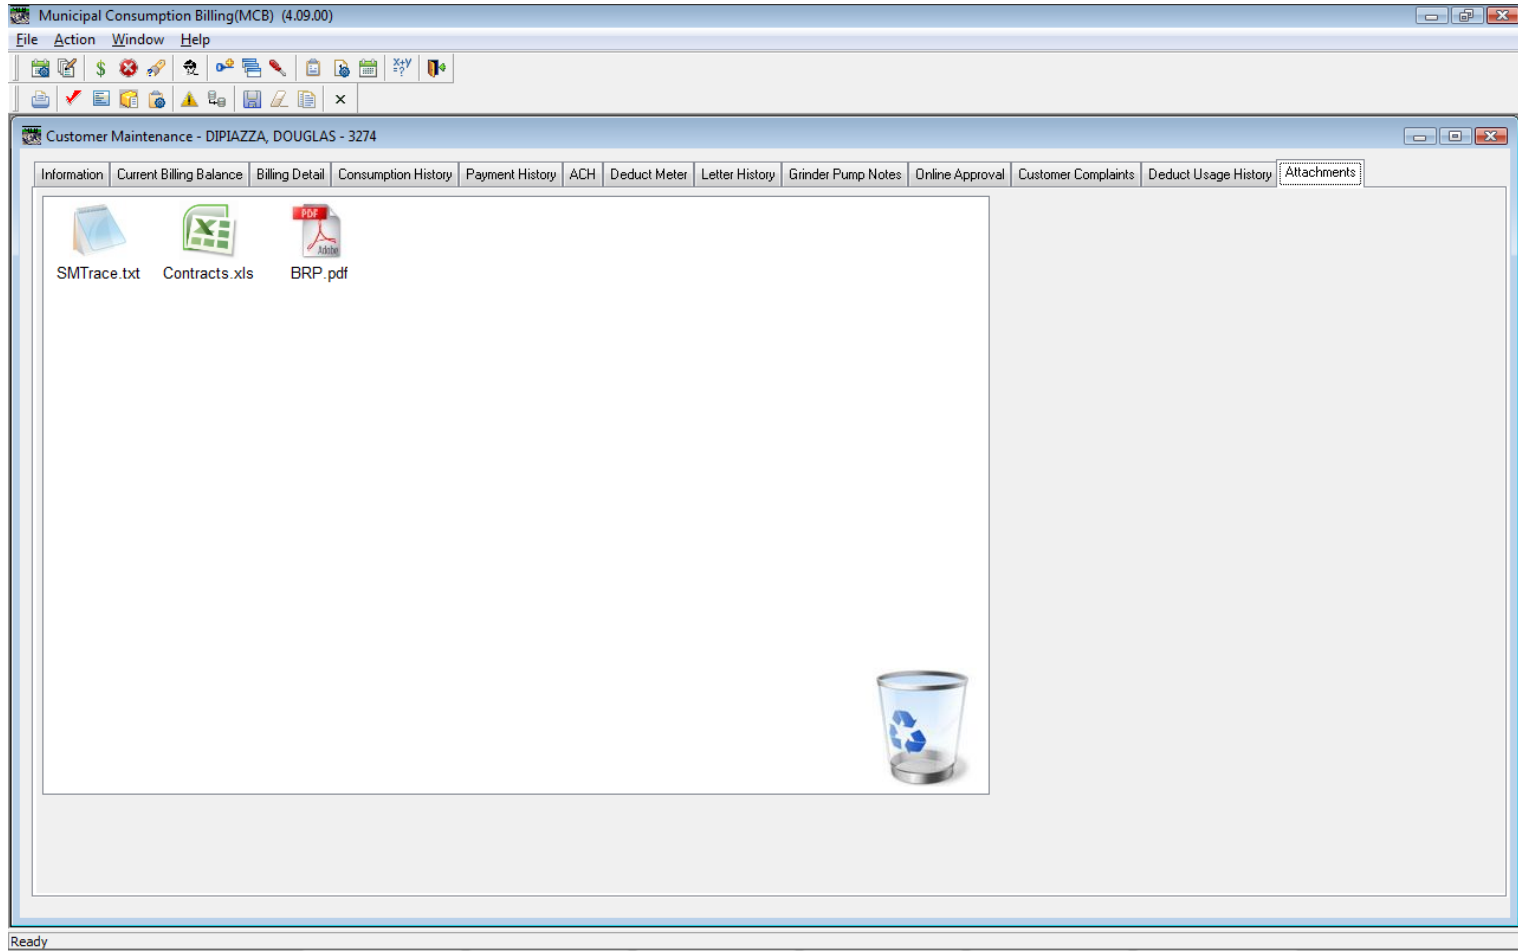 Municipal Consumption Billing(MCB) (4.09.00)
File Action Window Help
X+Y
=?
Customer Maintenance - DIPIAZZA, DOUGLAS - 3274
Information Current Billing Balance Billing Detail Consumption History Payment History ACH Deduct Meter Letter History Grinder Pump Notes Online Approval Customer Complaints Deduct Usage History Attachments
PDF
Adobe
SMTrace.txt Contracts.xls BRP.pdf
Ready